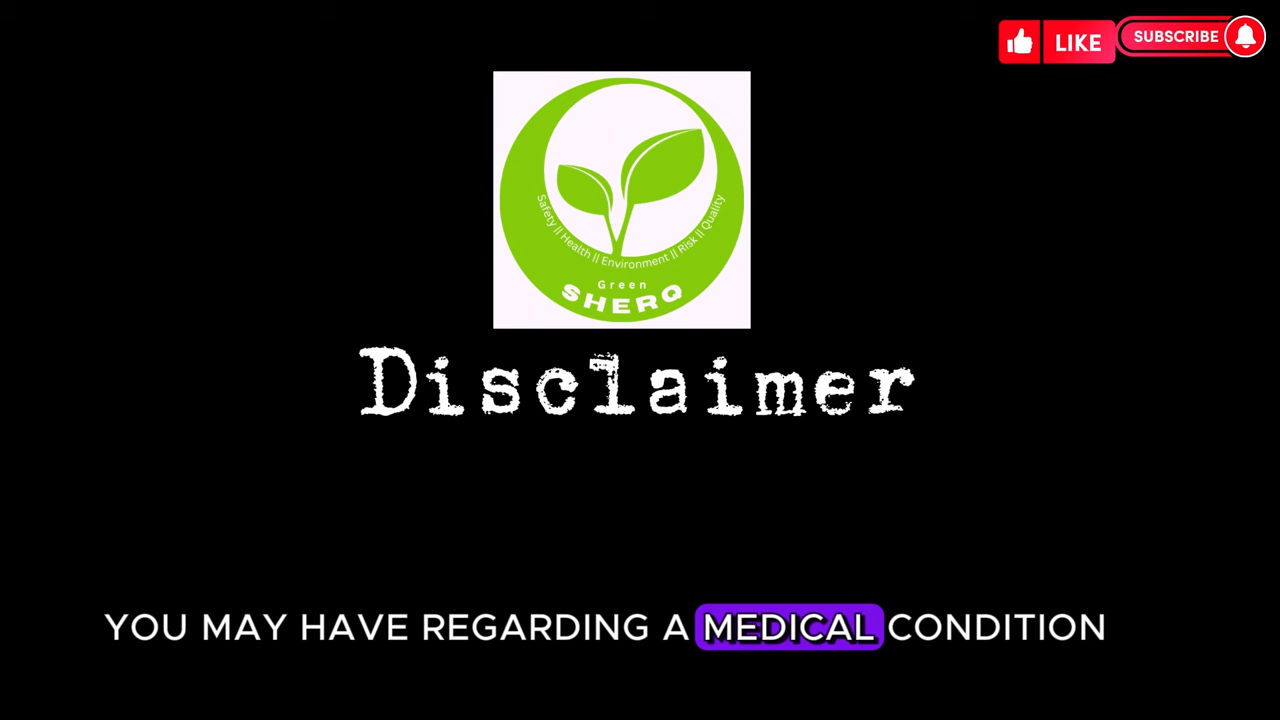 LIKE
SUBSCRIBE
Safety || Health || Environment || Risk || Quality
Green
SHERQ
Disclaimer
YOU MAY HAVE REGARDING A MEDICAL CONDITION